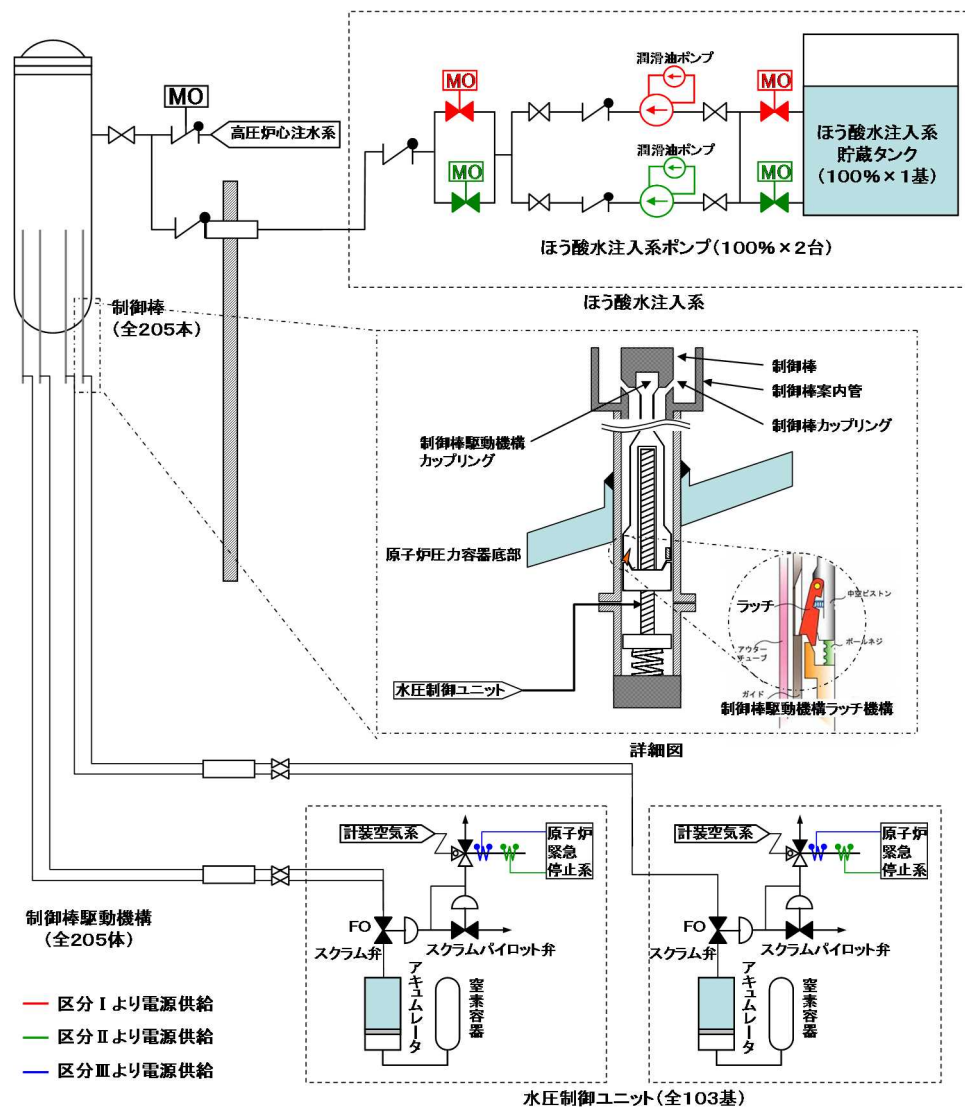 潤滑油ポンプ
MO
MO
MO
高圧炉心注水系
ほう酸水注入系
貯蔵タンク
(100%×1基)
潤滑油ポンプ
MO
MO
ほう酸水注入系ポンプ(100%×2台)
ほう酸水注入系
制御棒
(全205本)
制御棒
制御棒案内管
制御棒カップリング
制御棒駆動機構
カップリング
原子炉圧力容器底部
ラッチ
中空ピストン
アウター
チューブ
ボールネジ
ガイド
制御棒駆動機構ラッチ機構
水圧制御ユニット
詳細図
計装空気系
原子炉
緊急
停止系
FO
スクラム弁
スクラムパイロット弁
アキュムレータ
窒素容器
計装空気系
原子炉
緊急
停止系
FO
スクラム弁
スクラムパイロット弁
アキュムレータ
窒素容器
制御棒駆動機構
(全205体)
区分Ⅰより電源供給
区分Ⅱより電源供給
区分Ⅲより電源供給
水圧制御ユニット(全103基)